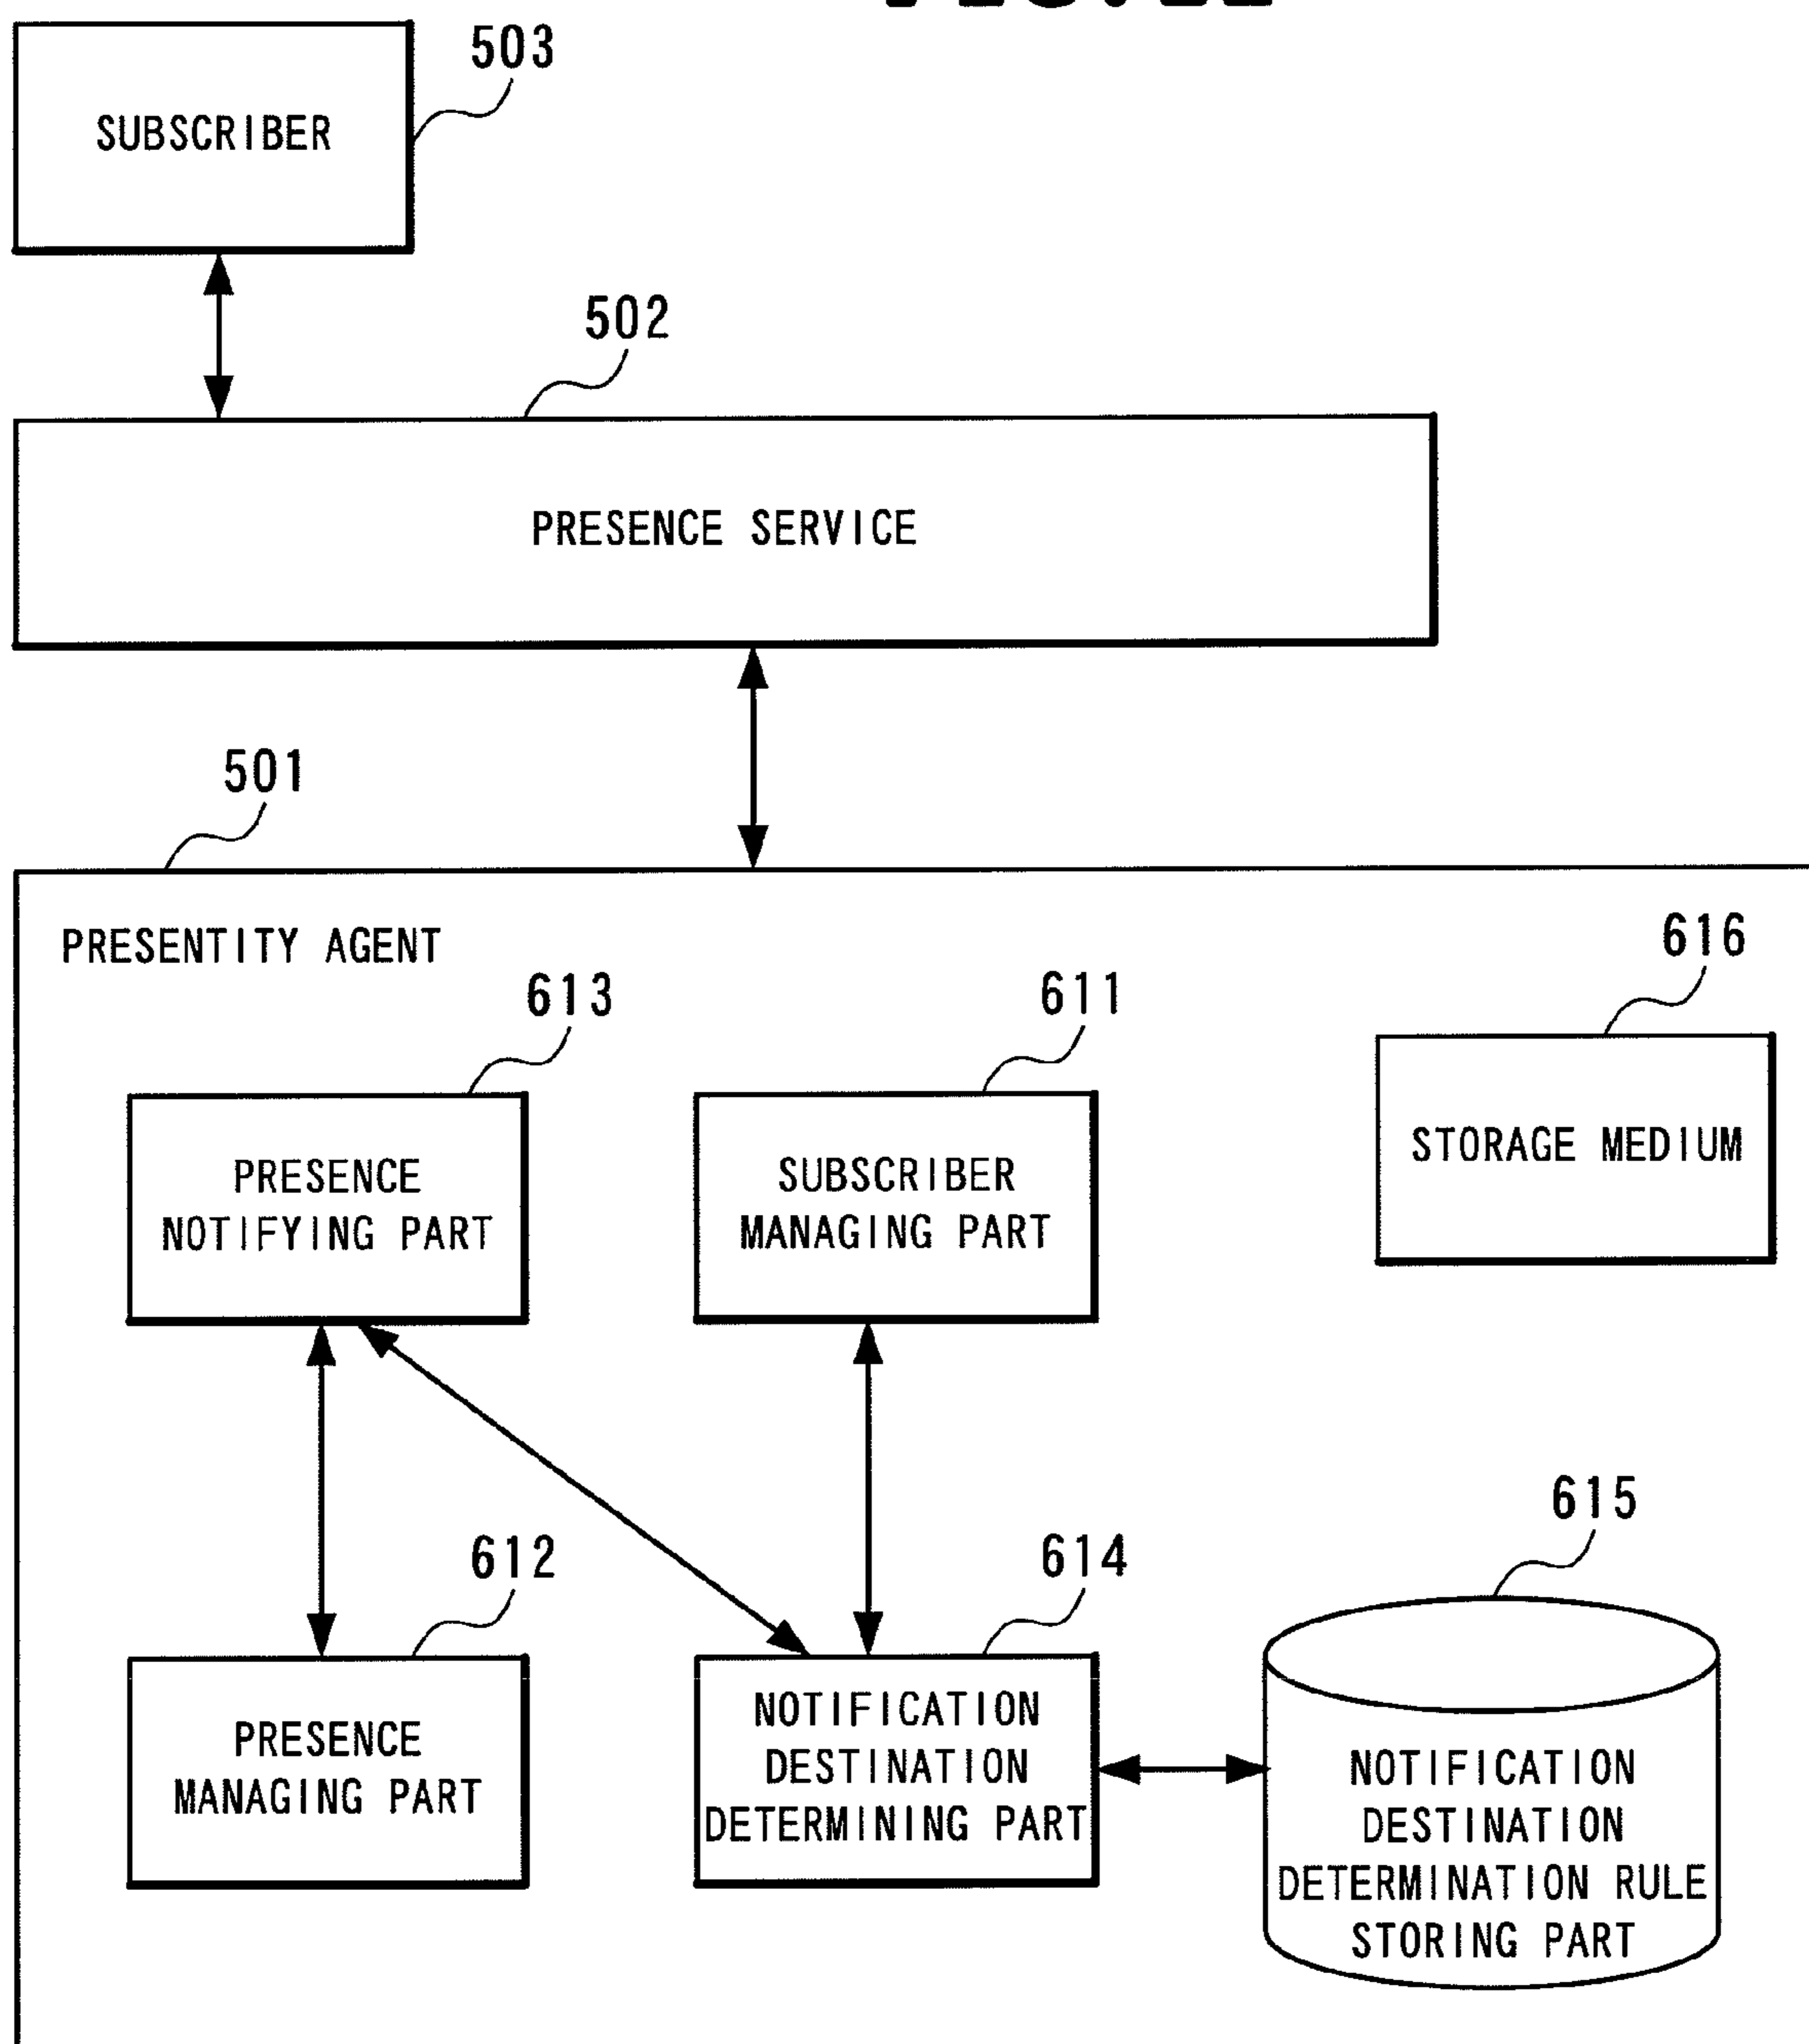 503
SUBSCRIBER
502
PRESENCE SERVICE
501
PRESENTITY AGENT
616
613
611
STORAGE MEDIUM
PRESENCE
NOTIFYING PART
SUBSCRIBER
MANAGING PART
615
612
614
PRESENCE
MANAGING PART
NOTIFICATION
DESTINATION
DETERMINING PART
NOTIFICATION
DESTINATION
DETERMINATION RULE
STORING PART